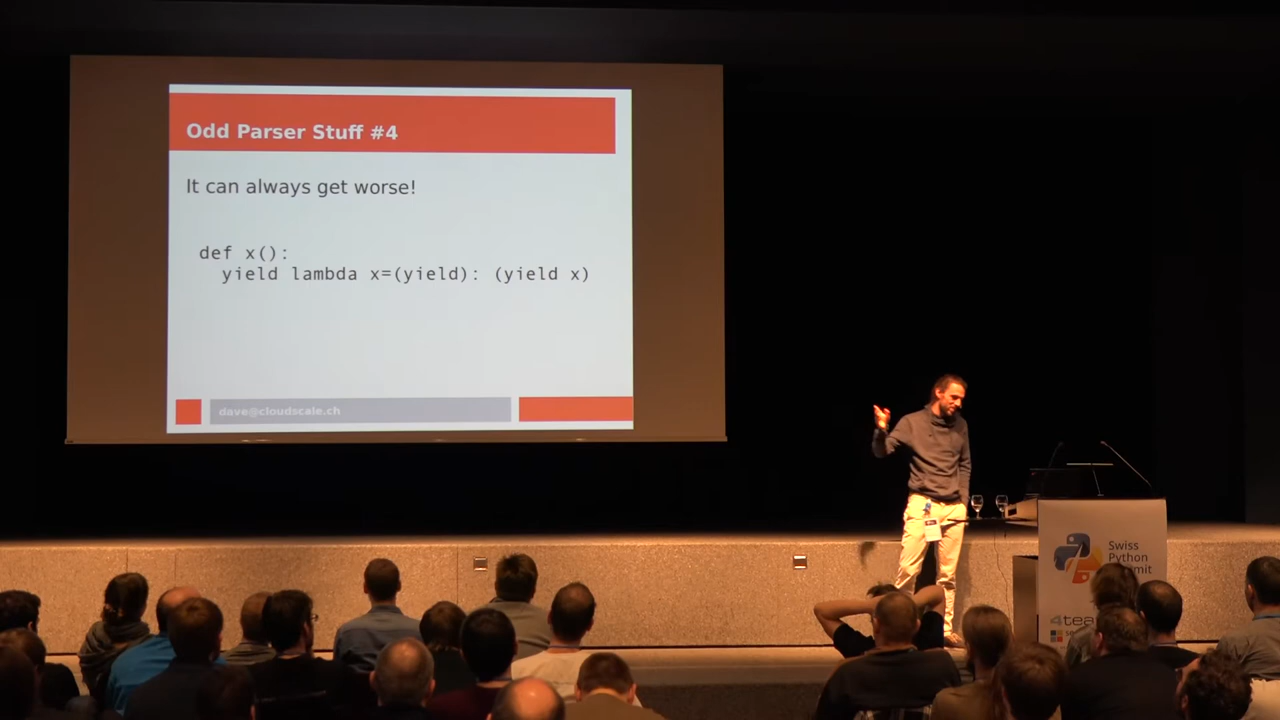 Odd Parser Stuff #4
It can always get worse!
def x():
  yield lambda x=(yield): (yield x)
dave@cloudscale.ch
Swiss
Python
4tea